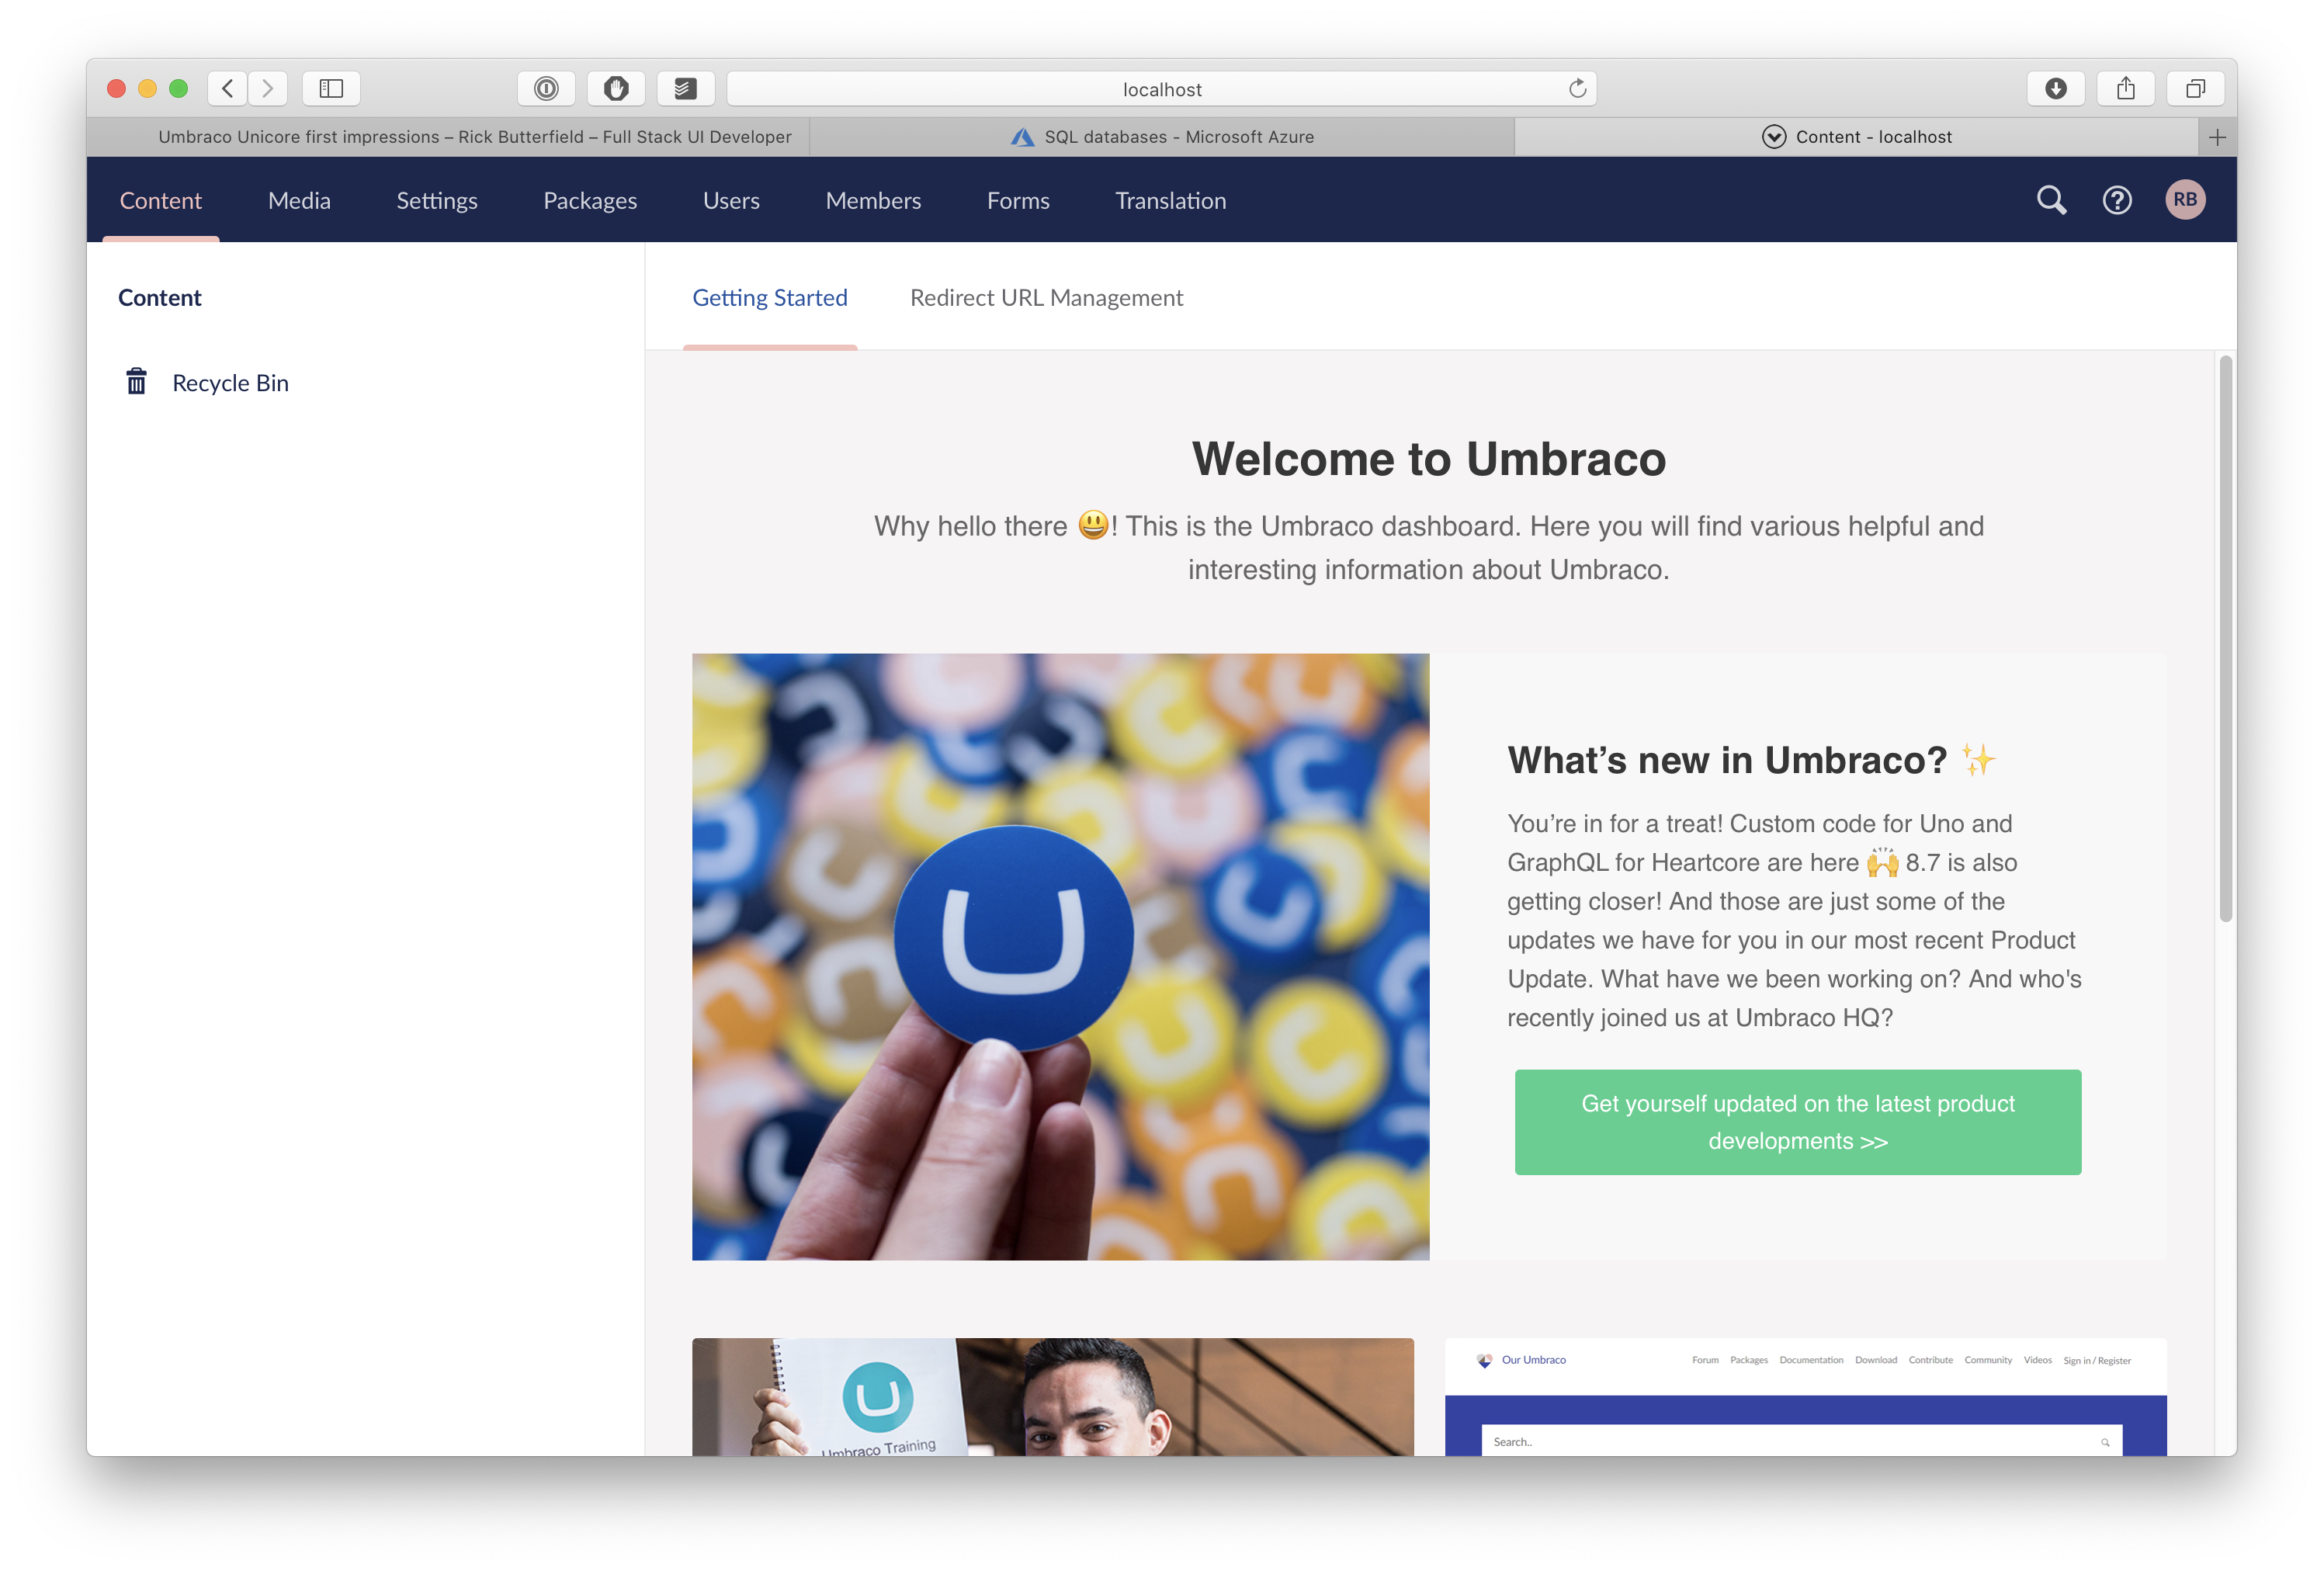 localhost
Umbraco Unicore first impressions – Rick Butterfield – Full Stack UI Developer
SQL databases - Microsoft Azure
Content - localhost
Content
Media
Settings
Packages
Users
Members
Forms
Translation
RB
Content
Recycle Bin
Getting Started
Redirect URL Management
Welcome to Umbraco
Why hello there 😃! This is the Umbraco dashboard. Here you will find various helpful and
interesting information about Umbraco.
What’s new in Umbraco? ✨
You’re in for a treat! Custom code for Uno and
GraphQL for Heartcore are here 🙌 8.7 is also
getting closer! And those are just some of the
updates we have for you in our most recent Product
Update. What have we been working on? And who's
recently joined us at Umbraco HQ?
Get yourself updated on the latest product
developments >>
Umbraco Training
Our Umbraco
Forum
Packages
Documentation
Download
Contribute
Community
Videos
Sign in / Register
Search..